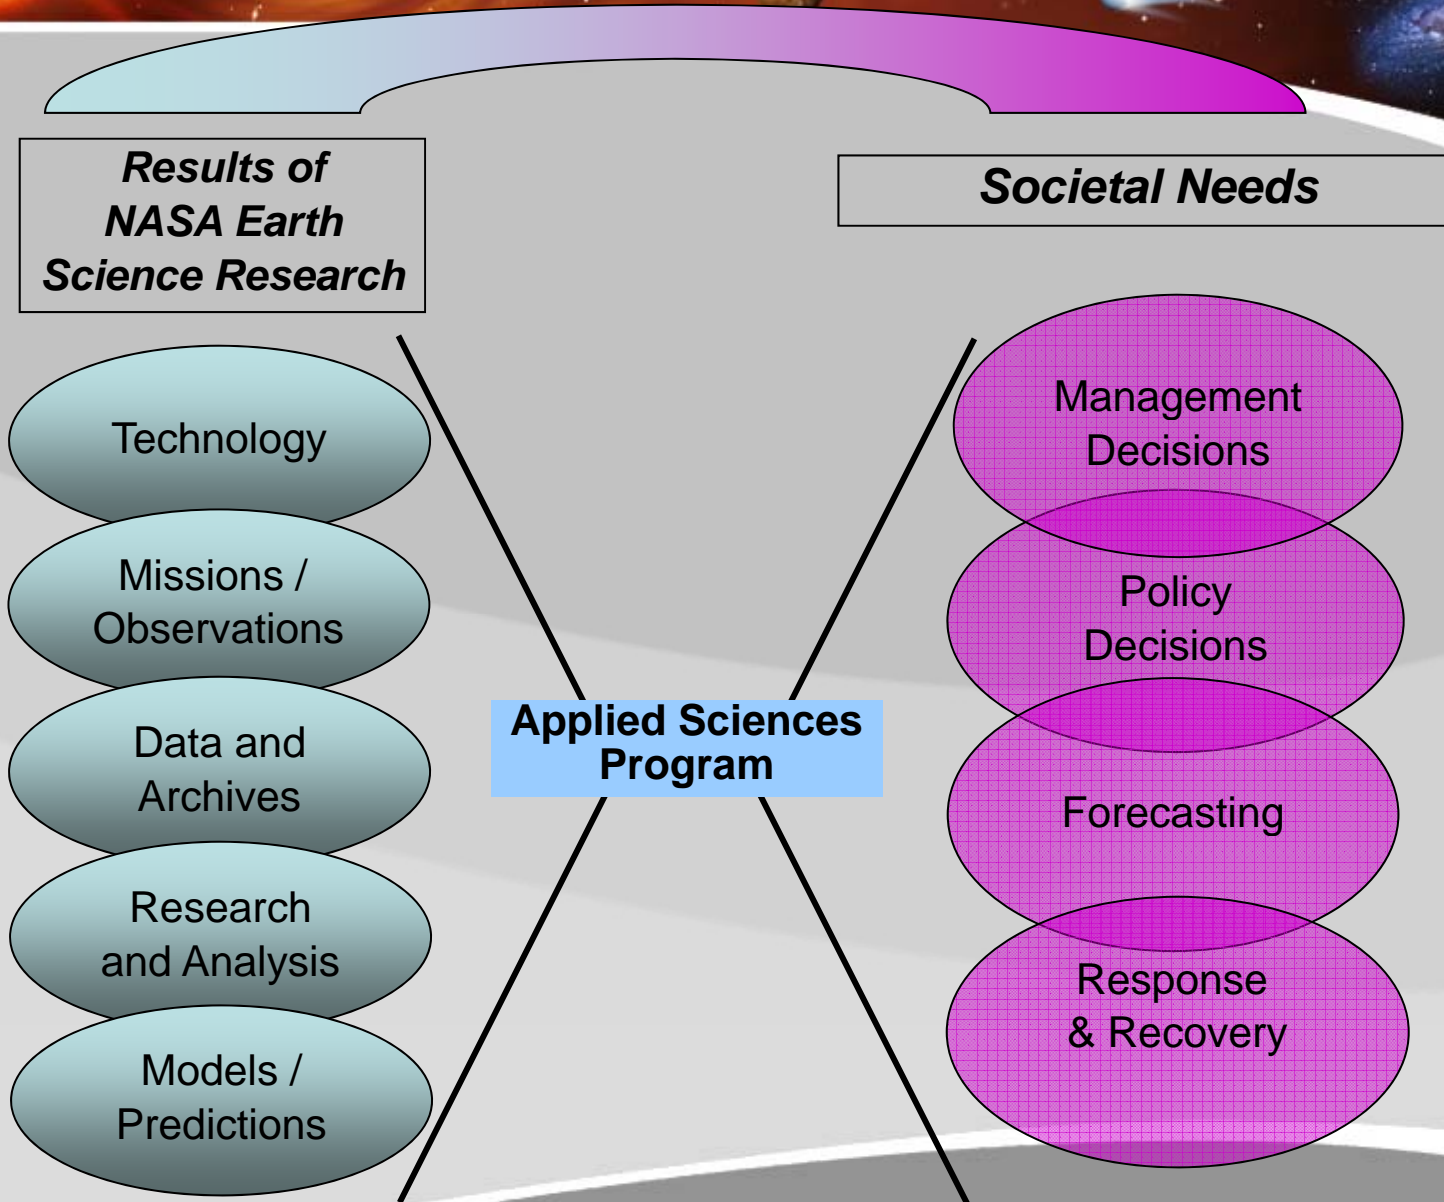 Results of
NASA Earth
Science Research
Societal Needs
Technology
Missions /
Observations
Data and
Archives
Research
and Analysis
Models /
Predictions
Applied Sciences
Program
Management
Decisions
Policy
Decisions
Forecasting
Response
& Recovery